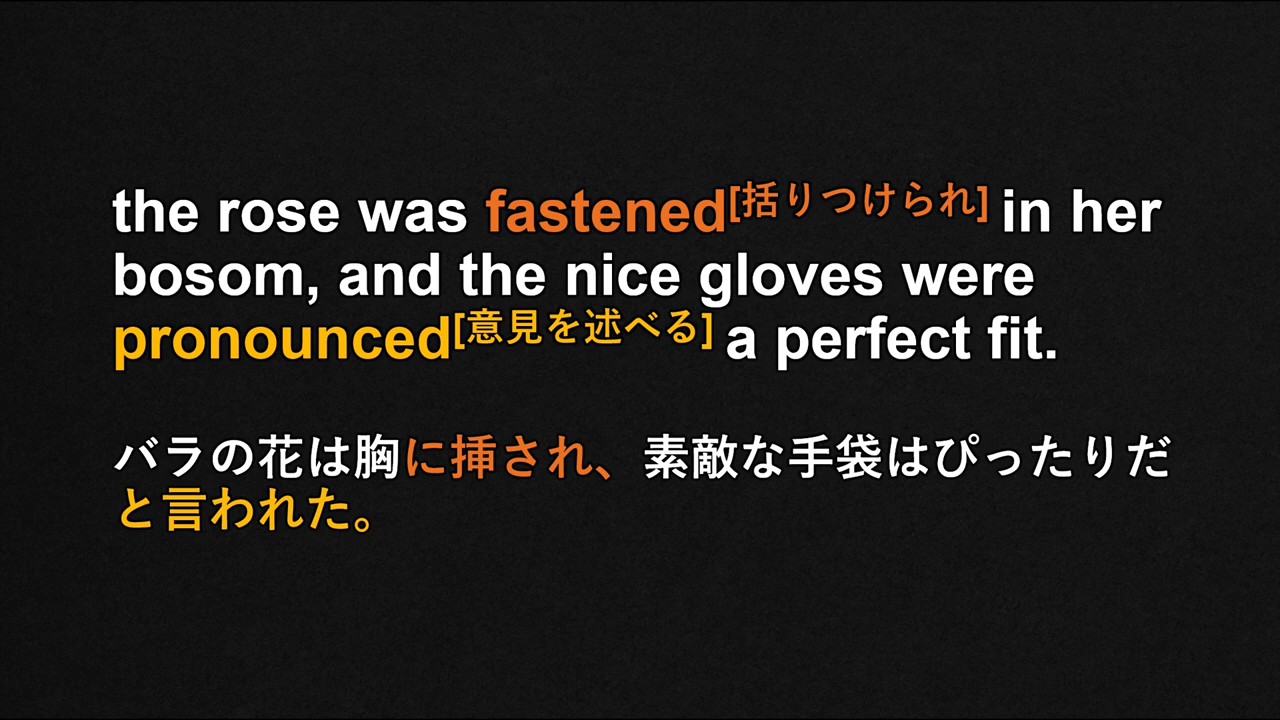 the rose was fastened[括りつけられ] in her
bosom, and the nice gloves were
pronounced[意見を述べる] a perfect fit.
バラの花は胸に挿され、素敵な手袋はぴったりだ
と言われた。